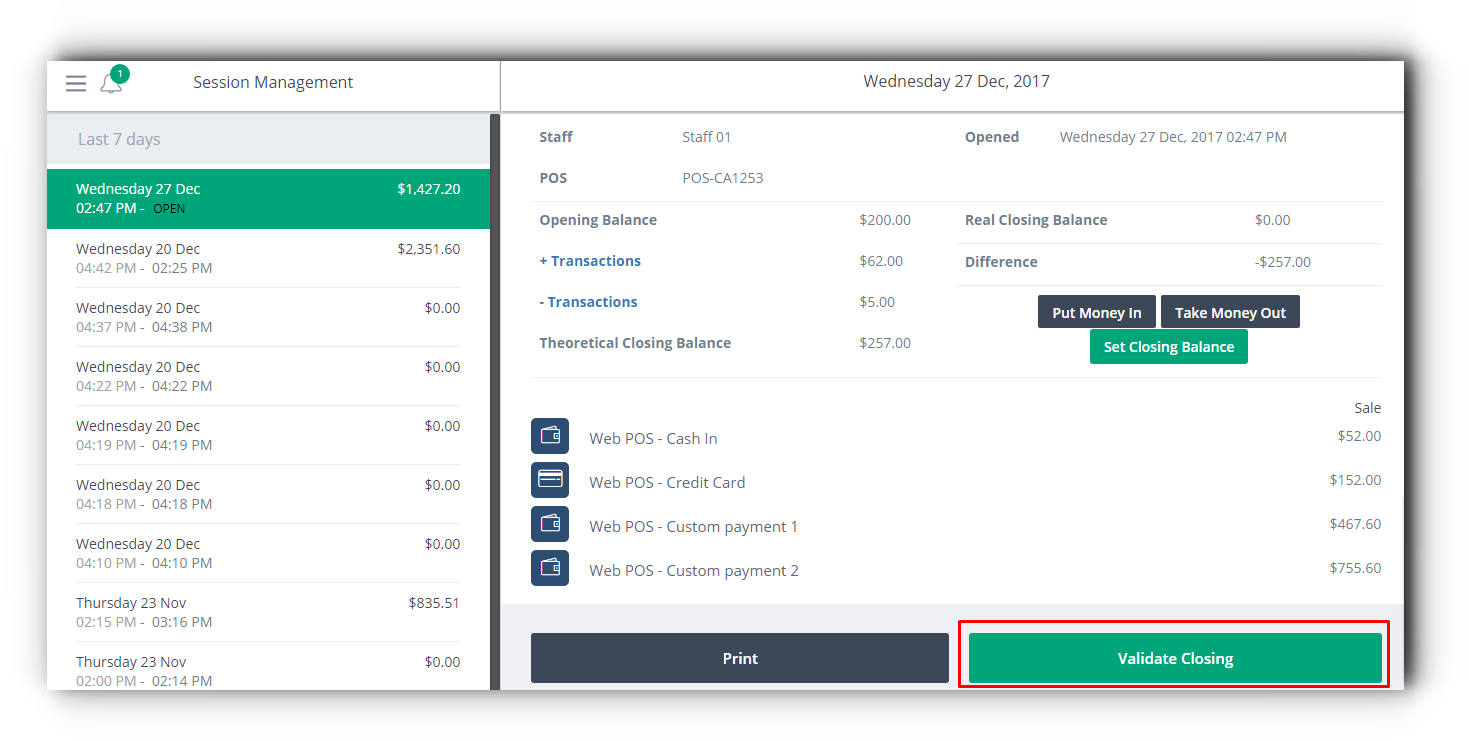 1
Session Management
Wednesday 27 Dec, 2017
Last 7 days
Wednesday 27 Dec $1,427.20
02:47 PM - OPEN
Wednesday 20 Dec $2,351.60
04:42 PM - 02:25 PM
Wednesday 20 Dec $0.00
04:37 PM - 04:38 PM
Wednesday 20 Dec $0.00
04:22 PM - 04:22 PM
Wednesday 20 Dec $0.00
04:19 PM - 04:19 PM
Wednesday 20 Dec $0.00
04:18 PM - 04:18 PM
Wednesday 20 Dec $0.00
04:10 PM - 04:10 PM
Thursday 23 Nov $835.51
02:15 PM - 03:16 PM
Thursday 23 Nov $0.00
02:00 PM - 02:14 PM
Staff Staff 01
Opened Wednesday 27 Dec, 2017 02:47 PM
POS POS-CA1253
Opening Balance $200.00
+ Transactions $62.00
- Transactions $5.00
Theoretical Closing Balance $257.00
Real Closing Balance $0.00
Difference -$257.00
Put Money In
Take Money Out
Set Closing Balance
Sale
Web POS - Cash In $52.00
Web POS - Credit Card $152.00
Web POS - Custom payment 1 $467.60
Web POS - Custom payment 2 $755.60
Print
Validate Closing